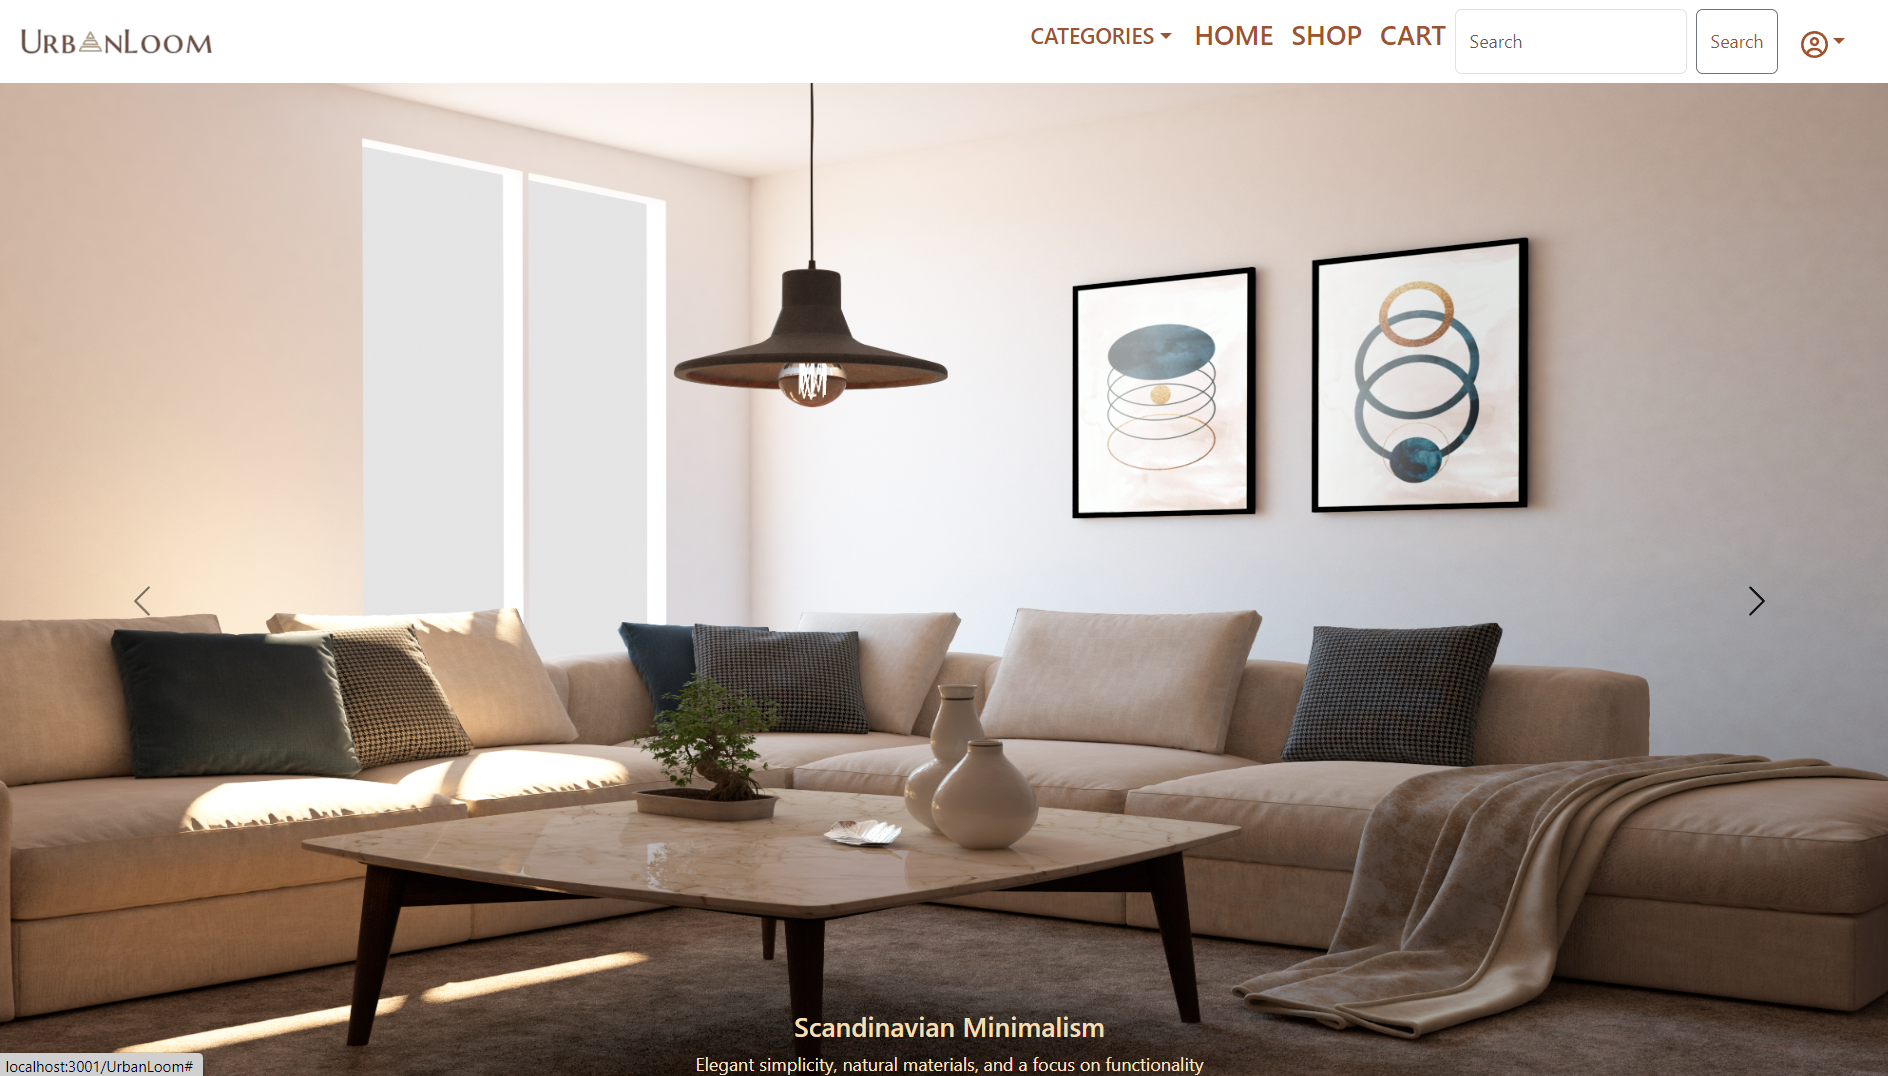 URBANLOOM
CATEGORIES HOME SHOP CART Search Search
Scandinavian Minimalism
Elegant simplicity, natural materials, and a focus on functionality
localhost:3001/UrbanLoom#